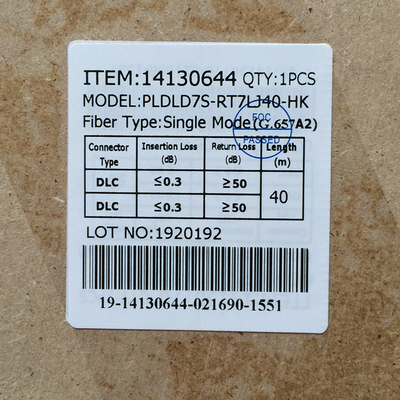 ITEM:14130644 QTY:1PCS
MODEL:PLDLD7S-RT7LJ40-HK
Fiber Type:Single Mode(G.657A2)
FQC
PASSED
Connector Type Insertion Loss (dB) Return Loss (dB) Length (m)
DLC ≤0.3 ≥50 40
DLC ≤0.3 ≥50
LOT NO:1920192
19-14130644-021690-1551